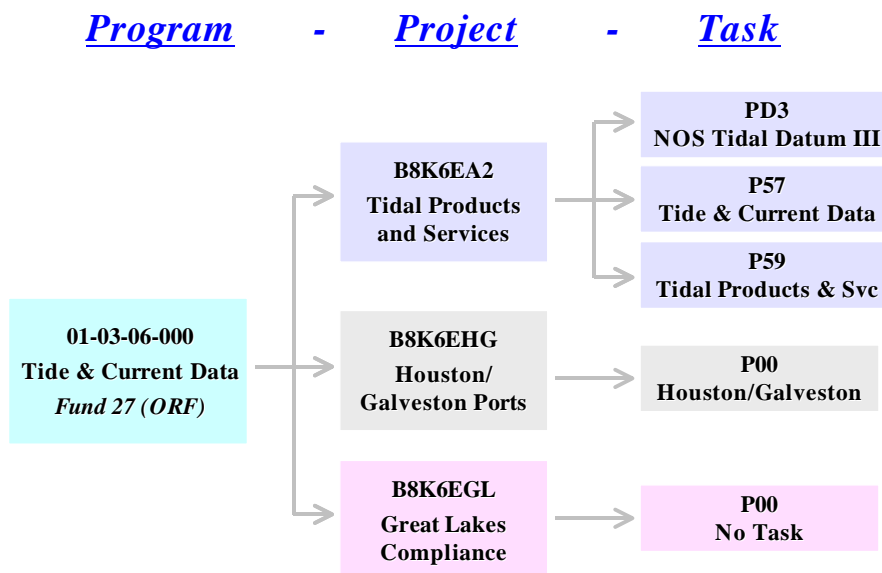 Program - Project - Task
PD3
NOS Tidal Datum III
B8K6EA2
Tidal Products
and Services
P57
Tide & Current Data
P59
Tidal Products & Svc
01-03-06-000
Tide & Current Data
Fund 27 (ORF)
B8K6EHG
Houston/
Galveston Ports
P00
Houston/Galveston
B8K6EGL
Great Lakes
Compliance
P00
No Task